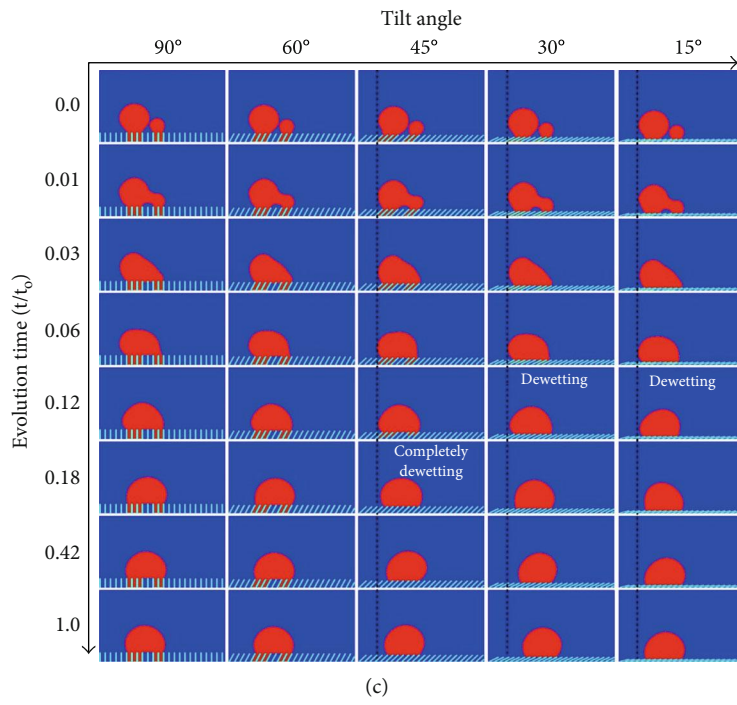 Tilt angle
90° 60° 45° 30° 15°
Evolution time (t/t₀)
0.0
0.01
0.03
0.06
0.12
Dewetting
Dewetting
0.18
Completely
dewetting
0.42
1.0
(c)